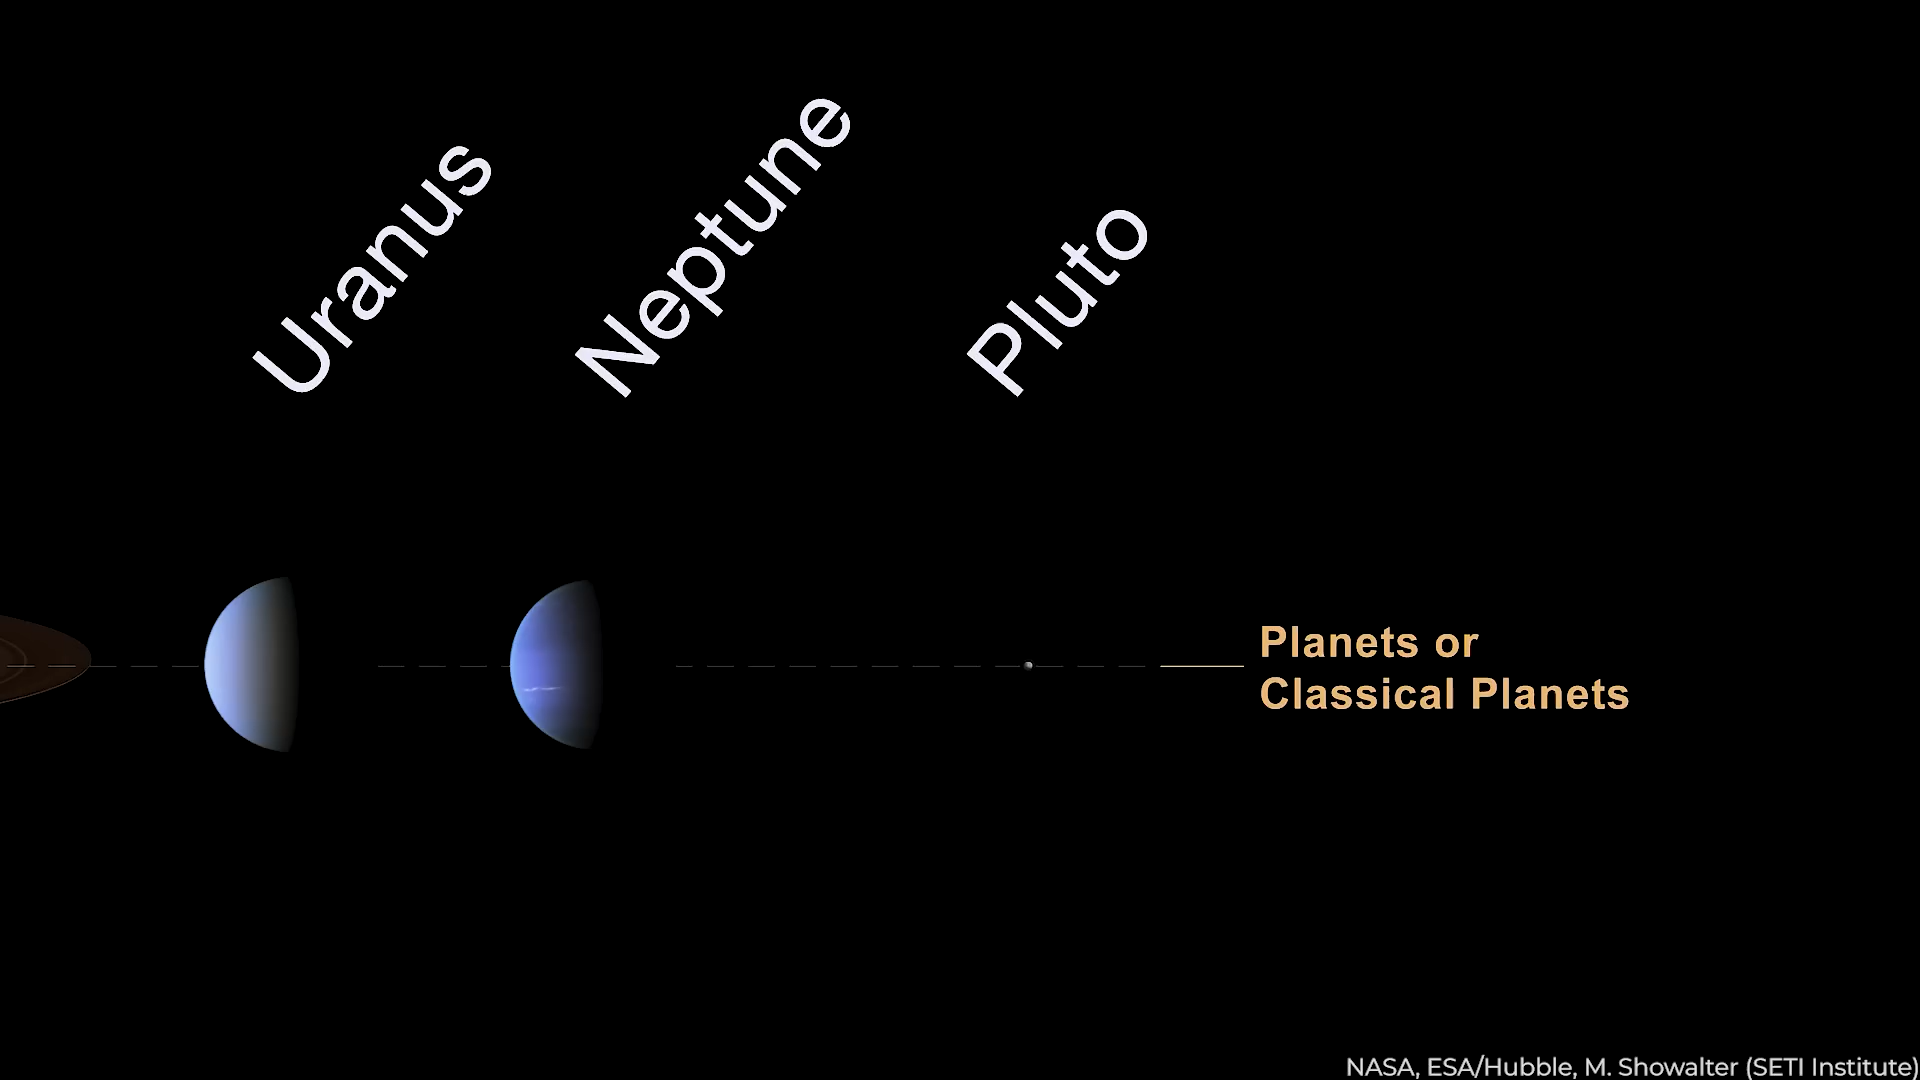 Uranus
Neptune
Pluto
Planets or
Classical Planets
NASA, ESA/Hubble, M. Showalter (SETI Institute)